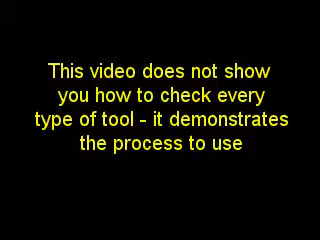 This video does not show
you how to check every
type of tool - it demonstrates
the process to use